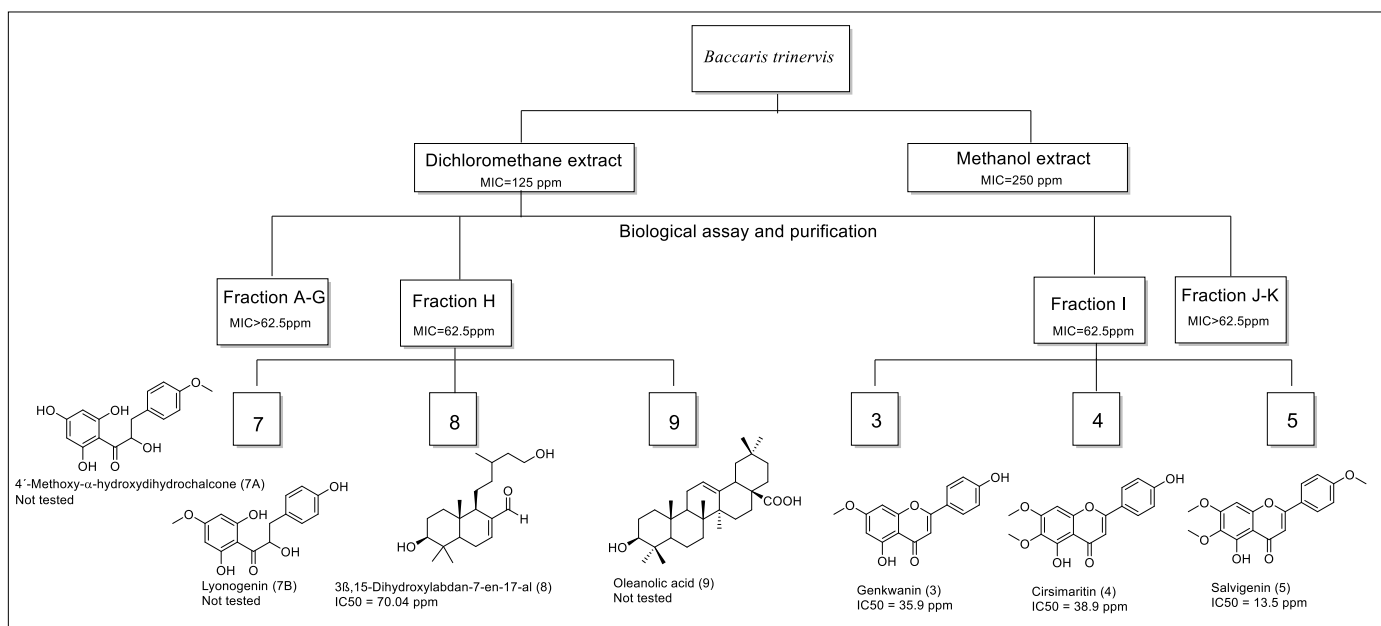 Baccaris trinervis
Dichloromethane extract
MIC=125 ppm
Methanol extract
MIC=250 ppm
Biological assay and purification
Fraction A-G
MIC>62.5ppm
Fraction H
MIC=62.5ppm
Fraction I
MIC=62.5ppm
Fraction J-K
MIC>62.5ppm
7
8
9
3
4
5
O
HO
OH
OH
OH
O
4´-Methoxy-α-hydroxydihydrochalcone (7A)
Not tested
OH
O
OH
OH
OH
O
Lyonogenin (7B)
Not tested
OH
O
H
HO
3ß,15-Dihydroxylabdan-7-en-17-al (8)
IC50 = 70.04 ppm
COOH
HO
Oleanolic acid (9)
Not tested
OH
O
O
OH
O
Genkwanin (3)
IC50 = 35.9 ppm
OH
O
O
O
OH
O
Cirsimaritin (4)
IC50 = 38.9 ppm
O
O
O
O
OH
O
Salvigenin (5)
IC50 = 13.5 ppm